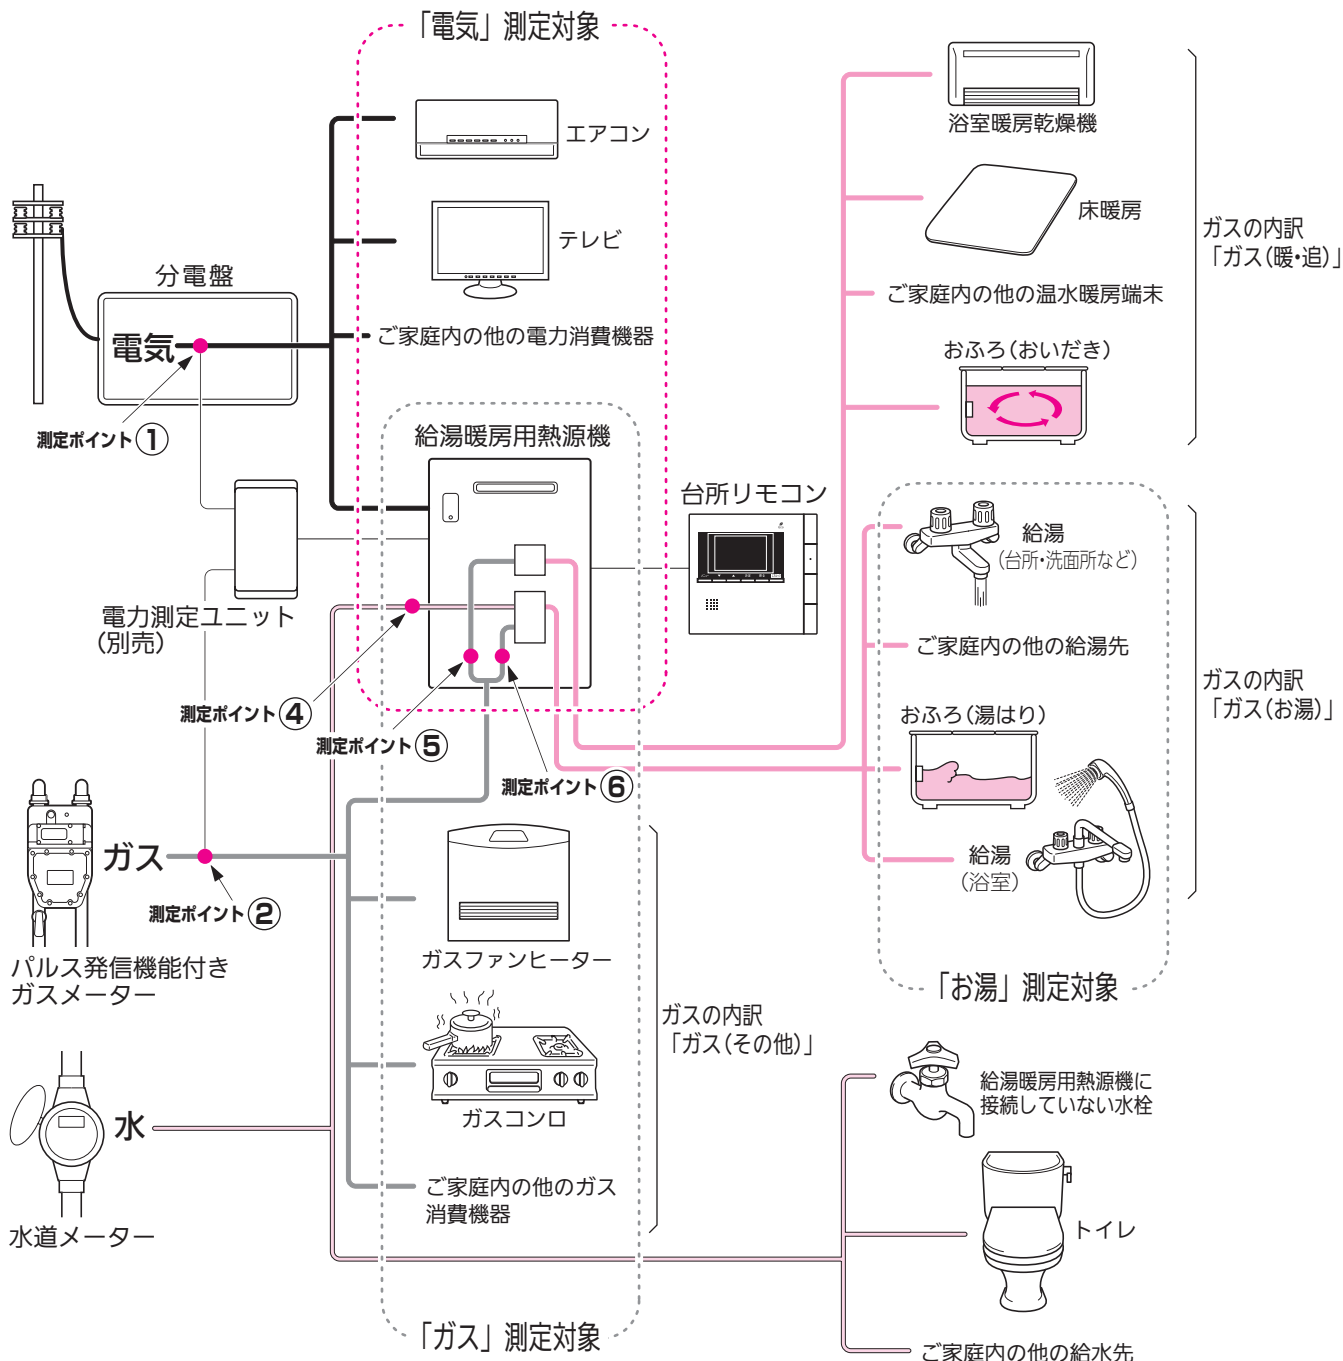 「電気」測定対象
エアコン
テレビ
ご家庭内の他の電力消費機器
分電盤
電気
測定ポイント①
給湯暖房用熱源機
台所リモコン
電力測定ユニット
(別売)
測定ポイント④
測定ポイント⑤
測定ポイント⑥
浴室暖房乾燥機
床暖房
ご家庭内の他の温水暖房端末
おふろ(おいだき)
ガスの内訳
「ガス(暖・追)」
給湯
(台所・洗面所など)
ご家庭内の他の給湯先
おふろ(湯はり)
給湯
(浴室)
ガスの内訳
「ガス(お湯)」
「お湯」測定対象
ガス
測定ポイント②
パルス発信機能付き
ガスメーター
ガスファンヒーター
ガスコンロ
ご家庭内の他のガス
消費機器
ガスの内訳
「ガス(その他)」
「ガス」測定対象
水
水道メーター
給湯暖房用熱源機に
接続していない水栓
トイレ
ご家庭内の他の給水先